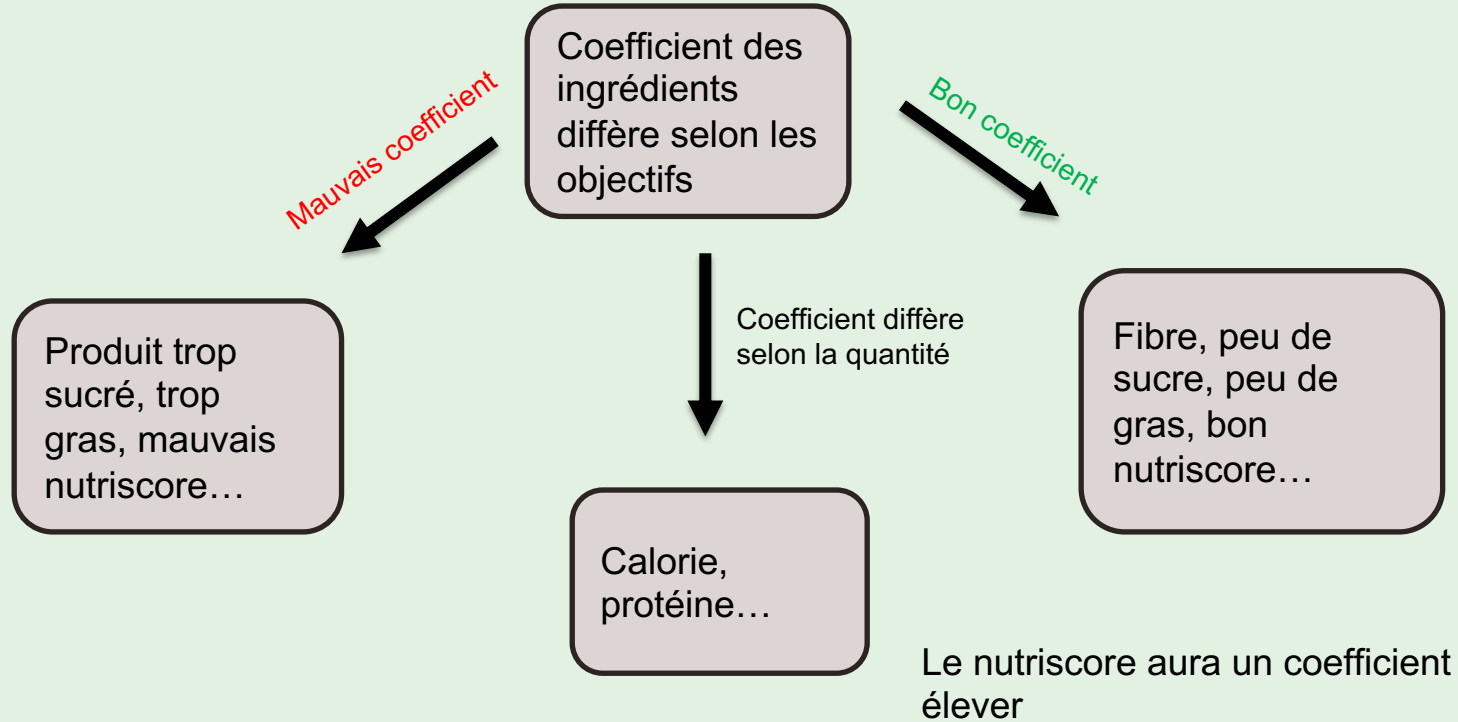 Coefficient des
ingrédients
diffère selon les
objectifs
Mauvais coefficient
Bon coefficient
Coefficient diffère
selon la quantité
Produit trop
sucré, trop
gras, mauvais
nutriscore…
Calorie,
protéine…
Fibre, peu de
sucre, peu de
gras, bon
nutriscore…
Le nutriscore aura un coefficient
élever